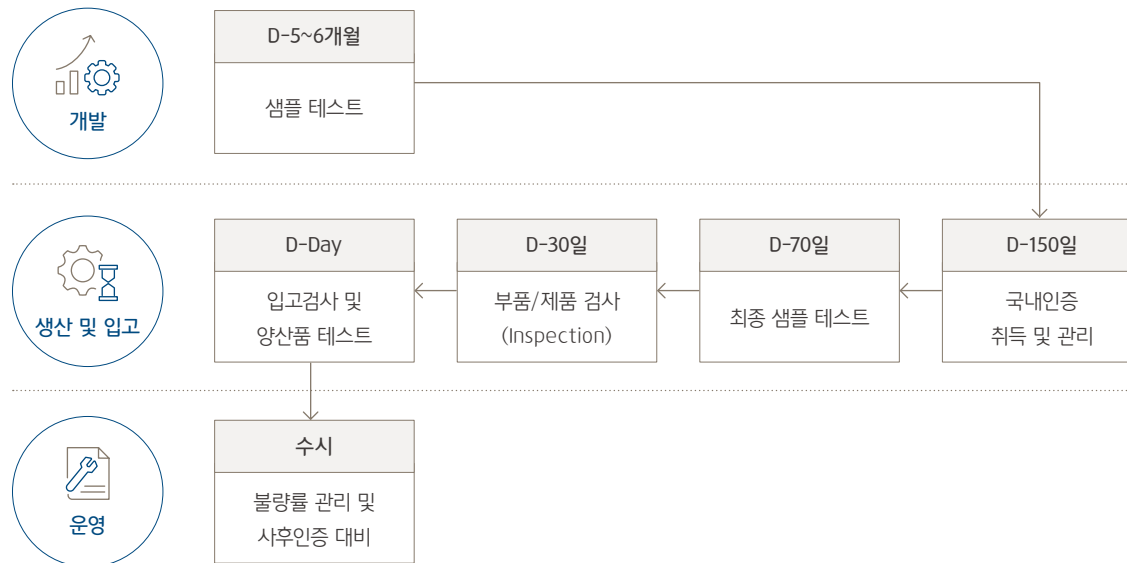 개발
D-5~6개월
샘플 테스트
생산 및 입고
D-Day
입고검사 및
양산품 테스트
D-30일
부품/제품 검사
(Inspection)
D-70일
최종 샘플 테스트
D-150일
국내인증
취득 및 관리
운영
수시
불량률 관리 및
사후인증 대비